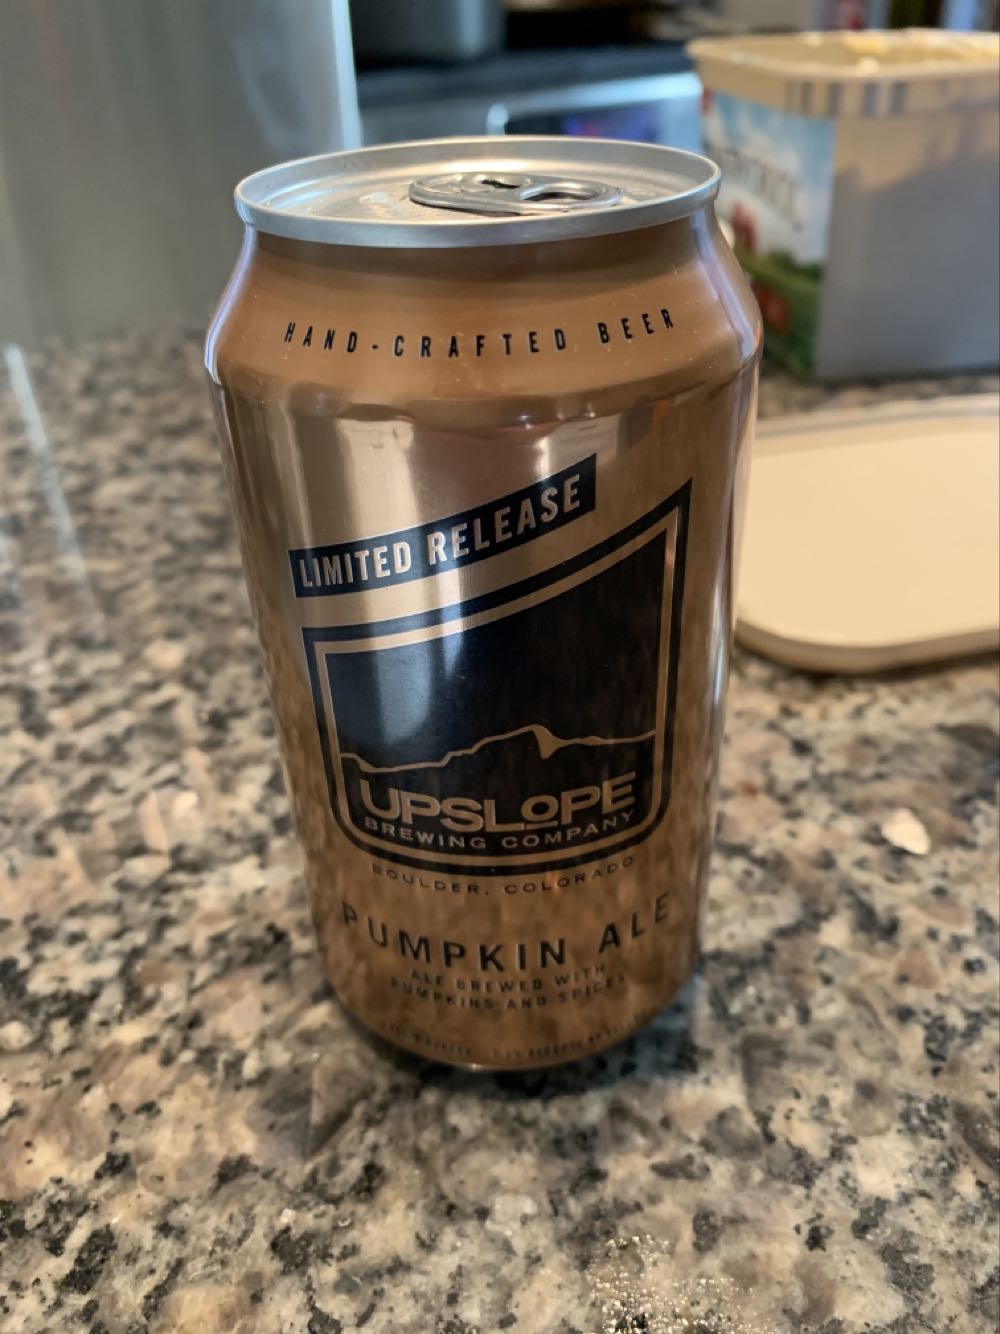 HAND-CRAFTED BEER
LIMITED RELEASE
UPSLOPE
BREWING COMPANY
BOULDER, COLORADO
PUMPKIN ALE
ALE BREWED WITH
PUMPKINS AND SPICES